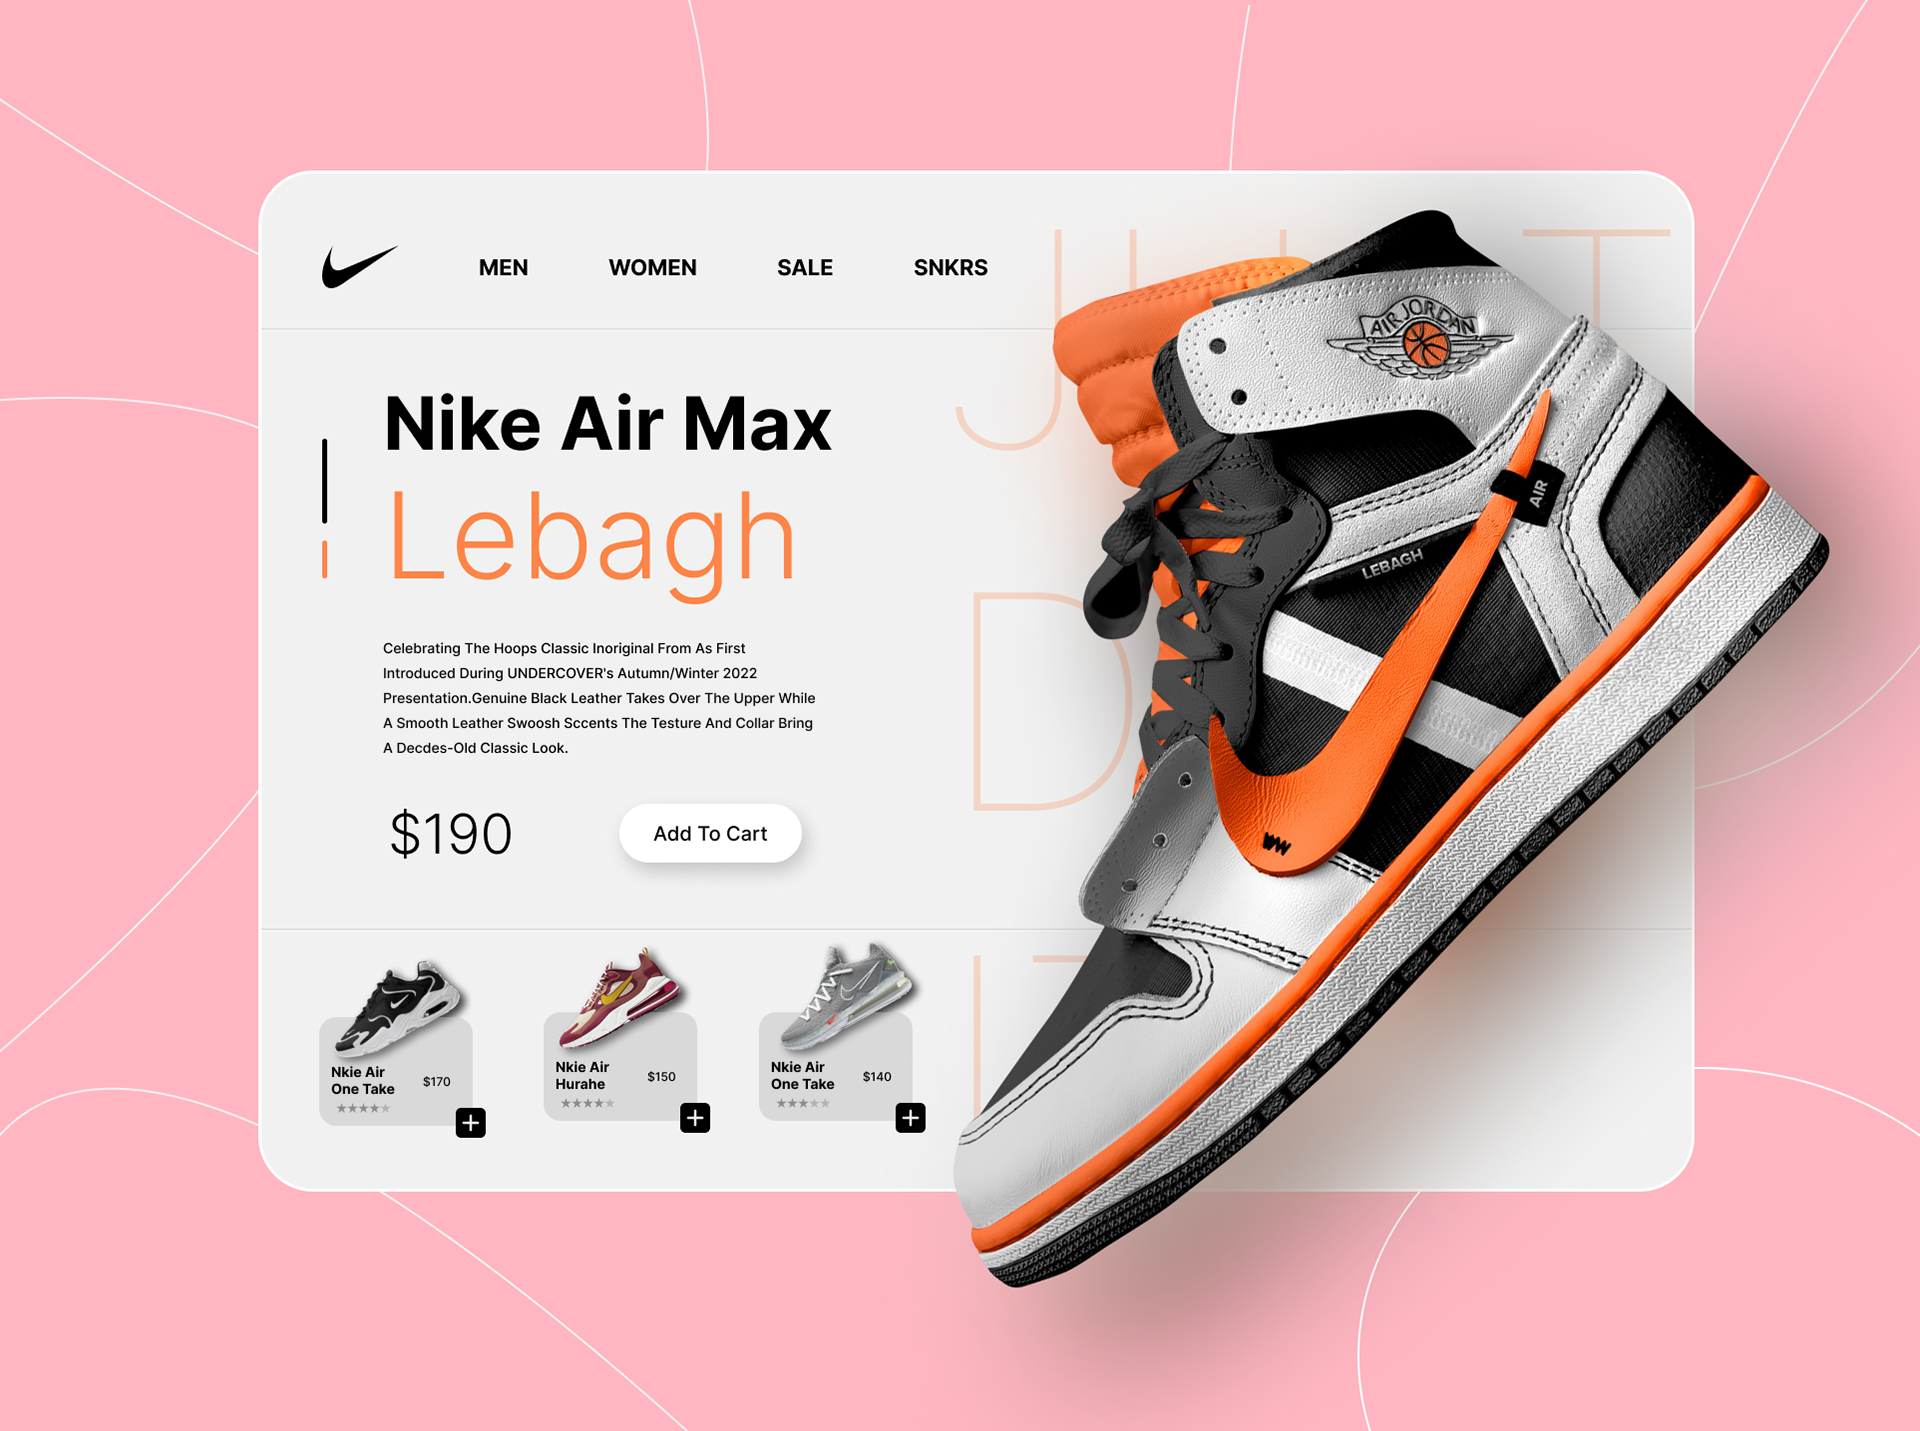 MEN WOMEN SALE SNKRS
Nike Air Max
Lebagh
Celebrating The Hoops Classic Inoriginal From As First
Introduced During UNDERCOVER's Autumn/Winter 2022
Presentation.Genuine Black Leather Takes Over The Upper While
A Smooth Leather Swoosh Sccents The Testure And Collar Bring
A Decdes-Old Classic Look.
$190
Add To Cart
AIR JORDAN
AIR
LEBAGH
Nkie Air
One Take
$170
Nkie Air
Hurahe
$150
Nkie Air
One Take
$140